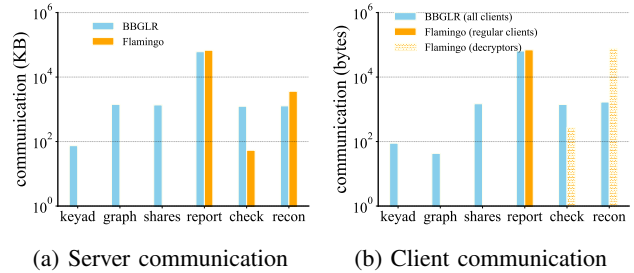 BBGLR
Flamingo
communication (KB)
10^6
10^4
10^2
10^0
keyad graph shares report check recon
(a) Server communication
BBGLR (all clients)
Flamingo (regular clients)
Flamingo (decryptors)
communication (bytes)
10^6
10^4
10^2
10^0
keyad graph shares report check recon
(b) Client communication